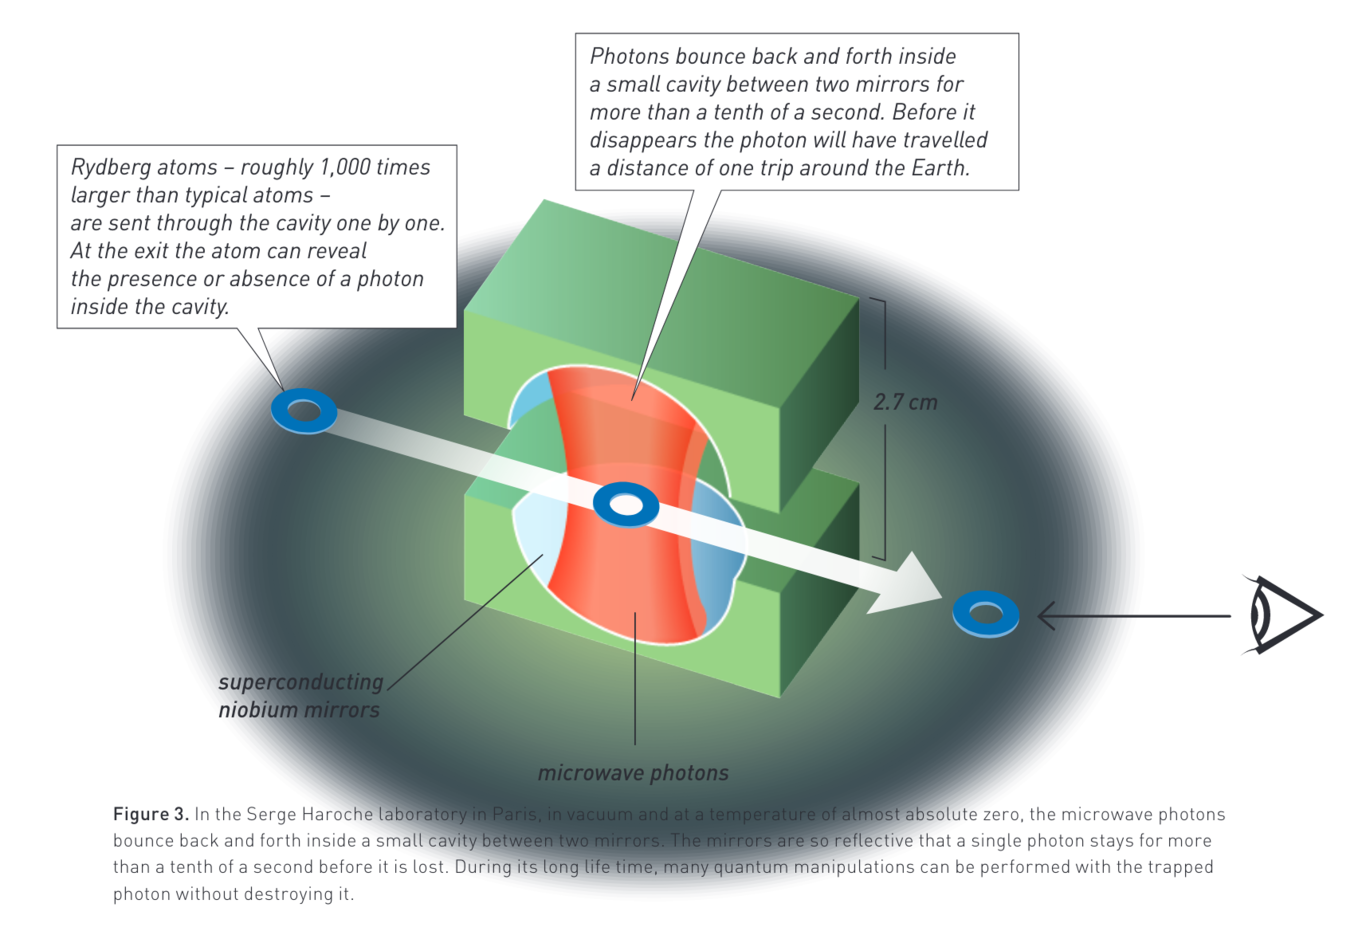 Photons bounce back and forth inside
a small cavity between two mirrors for
more than a tenth of a second. Before it
disappears the photon will have travelled
a distance of one trip around the Earth.
Rydberg atoms – roughly 1,000 times
larger than typical atoms –
are sent through the cavity one by one.
At the exit the atom can reveal
the presence or absence of a photon
inside the cavity.
2.7 cm
superconducting
niobium mirrors
microwave photons
Figure 3. In the Serge Haroche laboratory in Paris, in vacuum and at a temperature of almost absolute zero, the microwave photons
bounce back and forth inside a small cavity between two mirrors. The mirrors are so reflective that a single photon stays for more
than a tenth of a second before it is lost. During its long life time, many quantum manipulations can be performed with the trapped
photon without destroying it.